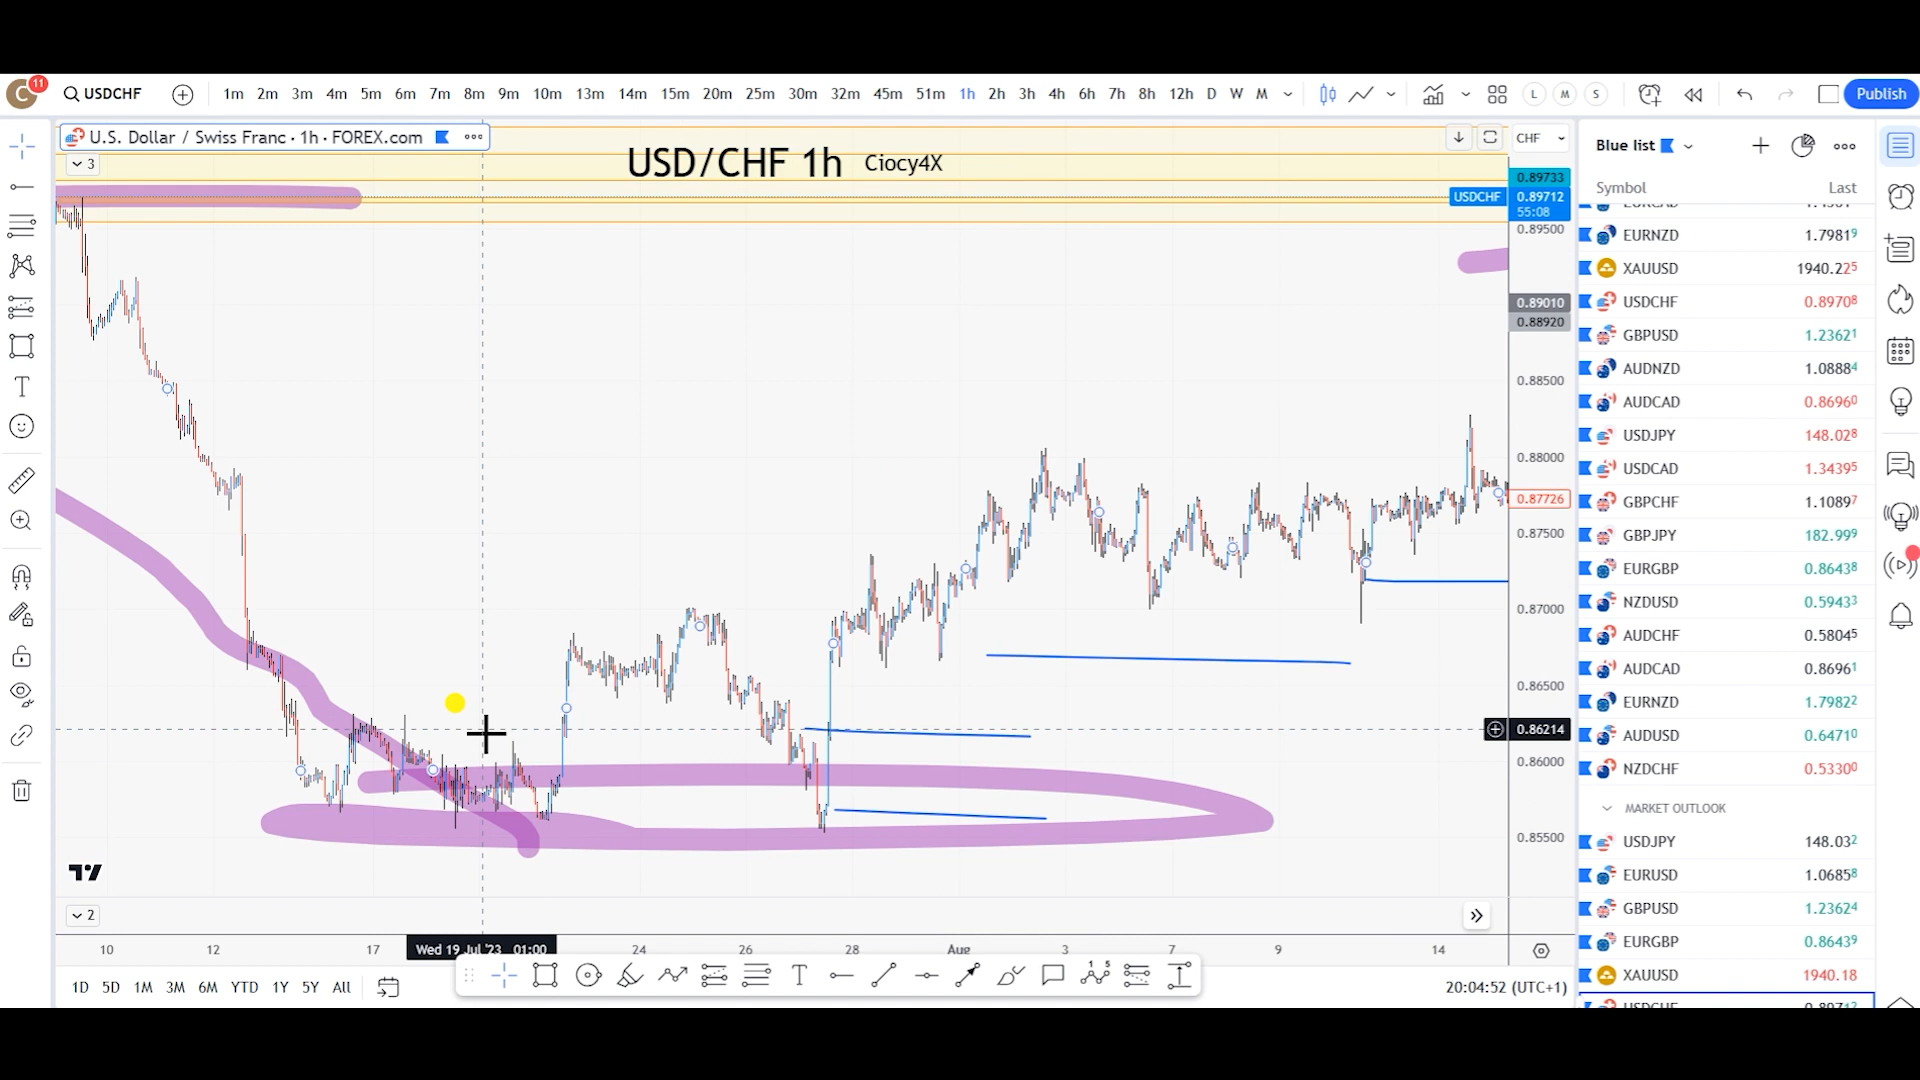 C 11 USDCHF 1m 2m 3m 4m 5m 6m 7m 8m 9m 10m 13m 14m 15m 20m 25m 30m 32m 45m 51m 1h 2h 3h 4h 6h 7h 8h 12h D W M L M S Publish
U.S. Dollar / Swiss Franc · 1h · FOREX.com
3
USD/CHF 1h Ciocy4X
CHF
0.89733
USDCHF 0.89712
55:08
0.89500
0.89010
0.88920
0.88500
0.88000
0.87726
0.87500
0.87000
0.86500
0.86214
0.86000
0.85500
2
10 12 17 Wed 19 Jul '23 01:00 24 26 28 Aug 3 7 9 14
1D 5D 1M 3M 6M YTD 1Y 5Y All
T
20:04:52 (UTC+1)
Blue list
Symbol Last
EURNZD 1.79819
XAUUSD 1940.225
USDCHF 0.89708
GBPUSD 1.23621
AUDNZD 1.08884
AUDCAD 0.86960
USDJPY 148.028
USDCAD 1.34395
GBPCHF 1.10897
GBPJPY 182.999
EURGBP 0.86438
NZDUSD 0.59433
AUDCHF 0.58045
AUDCAD 0.86961
EURNZD 1.79822
AUDUSD 0.64710
NZDCHF 0.53300
MARKET OUTLOOK
USDJPY 148.032
EURUSD 1.06858
GBPUSD 1.23624
EURGBP 0.86439
XAUUSD 1940.18
USDCHF 0.89712